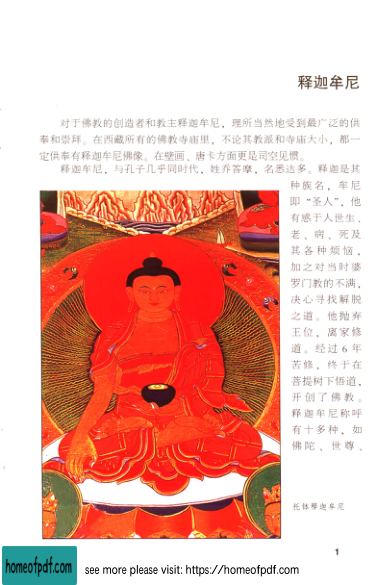 释迦牟尼
对于佛教的创造者和教主释迦牟尼，理所当然地受到最广泛的供
奉和崇拜。在西藏所有的佛教寺庙里，不论其教派和寺庙大小，都一
定供奉有释迦牟尼佛像。在壁画、唐卡方面更是司空见惯。
释迦牟尼，与孔子几乎同时代，姓乔答摩，名悉达多。释迦是其
种族名，牟尼
即“圣人”，他
有感于人世生、
老、病、死及
其各种烦恼，
加之对当时婆
罗门教的不满，
决心寻找解脱
之道。他抛弃
王位，离家修
道。经过 6 年
苦修，终于在
菩提树下悟道，
开创了佛教。
释迦牟尼称呼
有十多种，如
佛陀、世尊、
托钵释迦牟尼
1
homeofpdf.com
see more please visit: https://homeofpdf.com